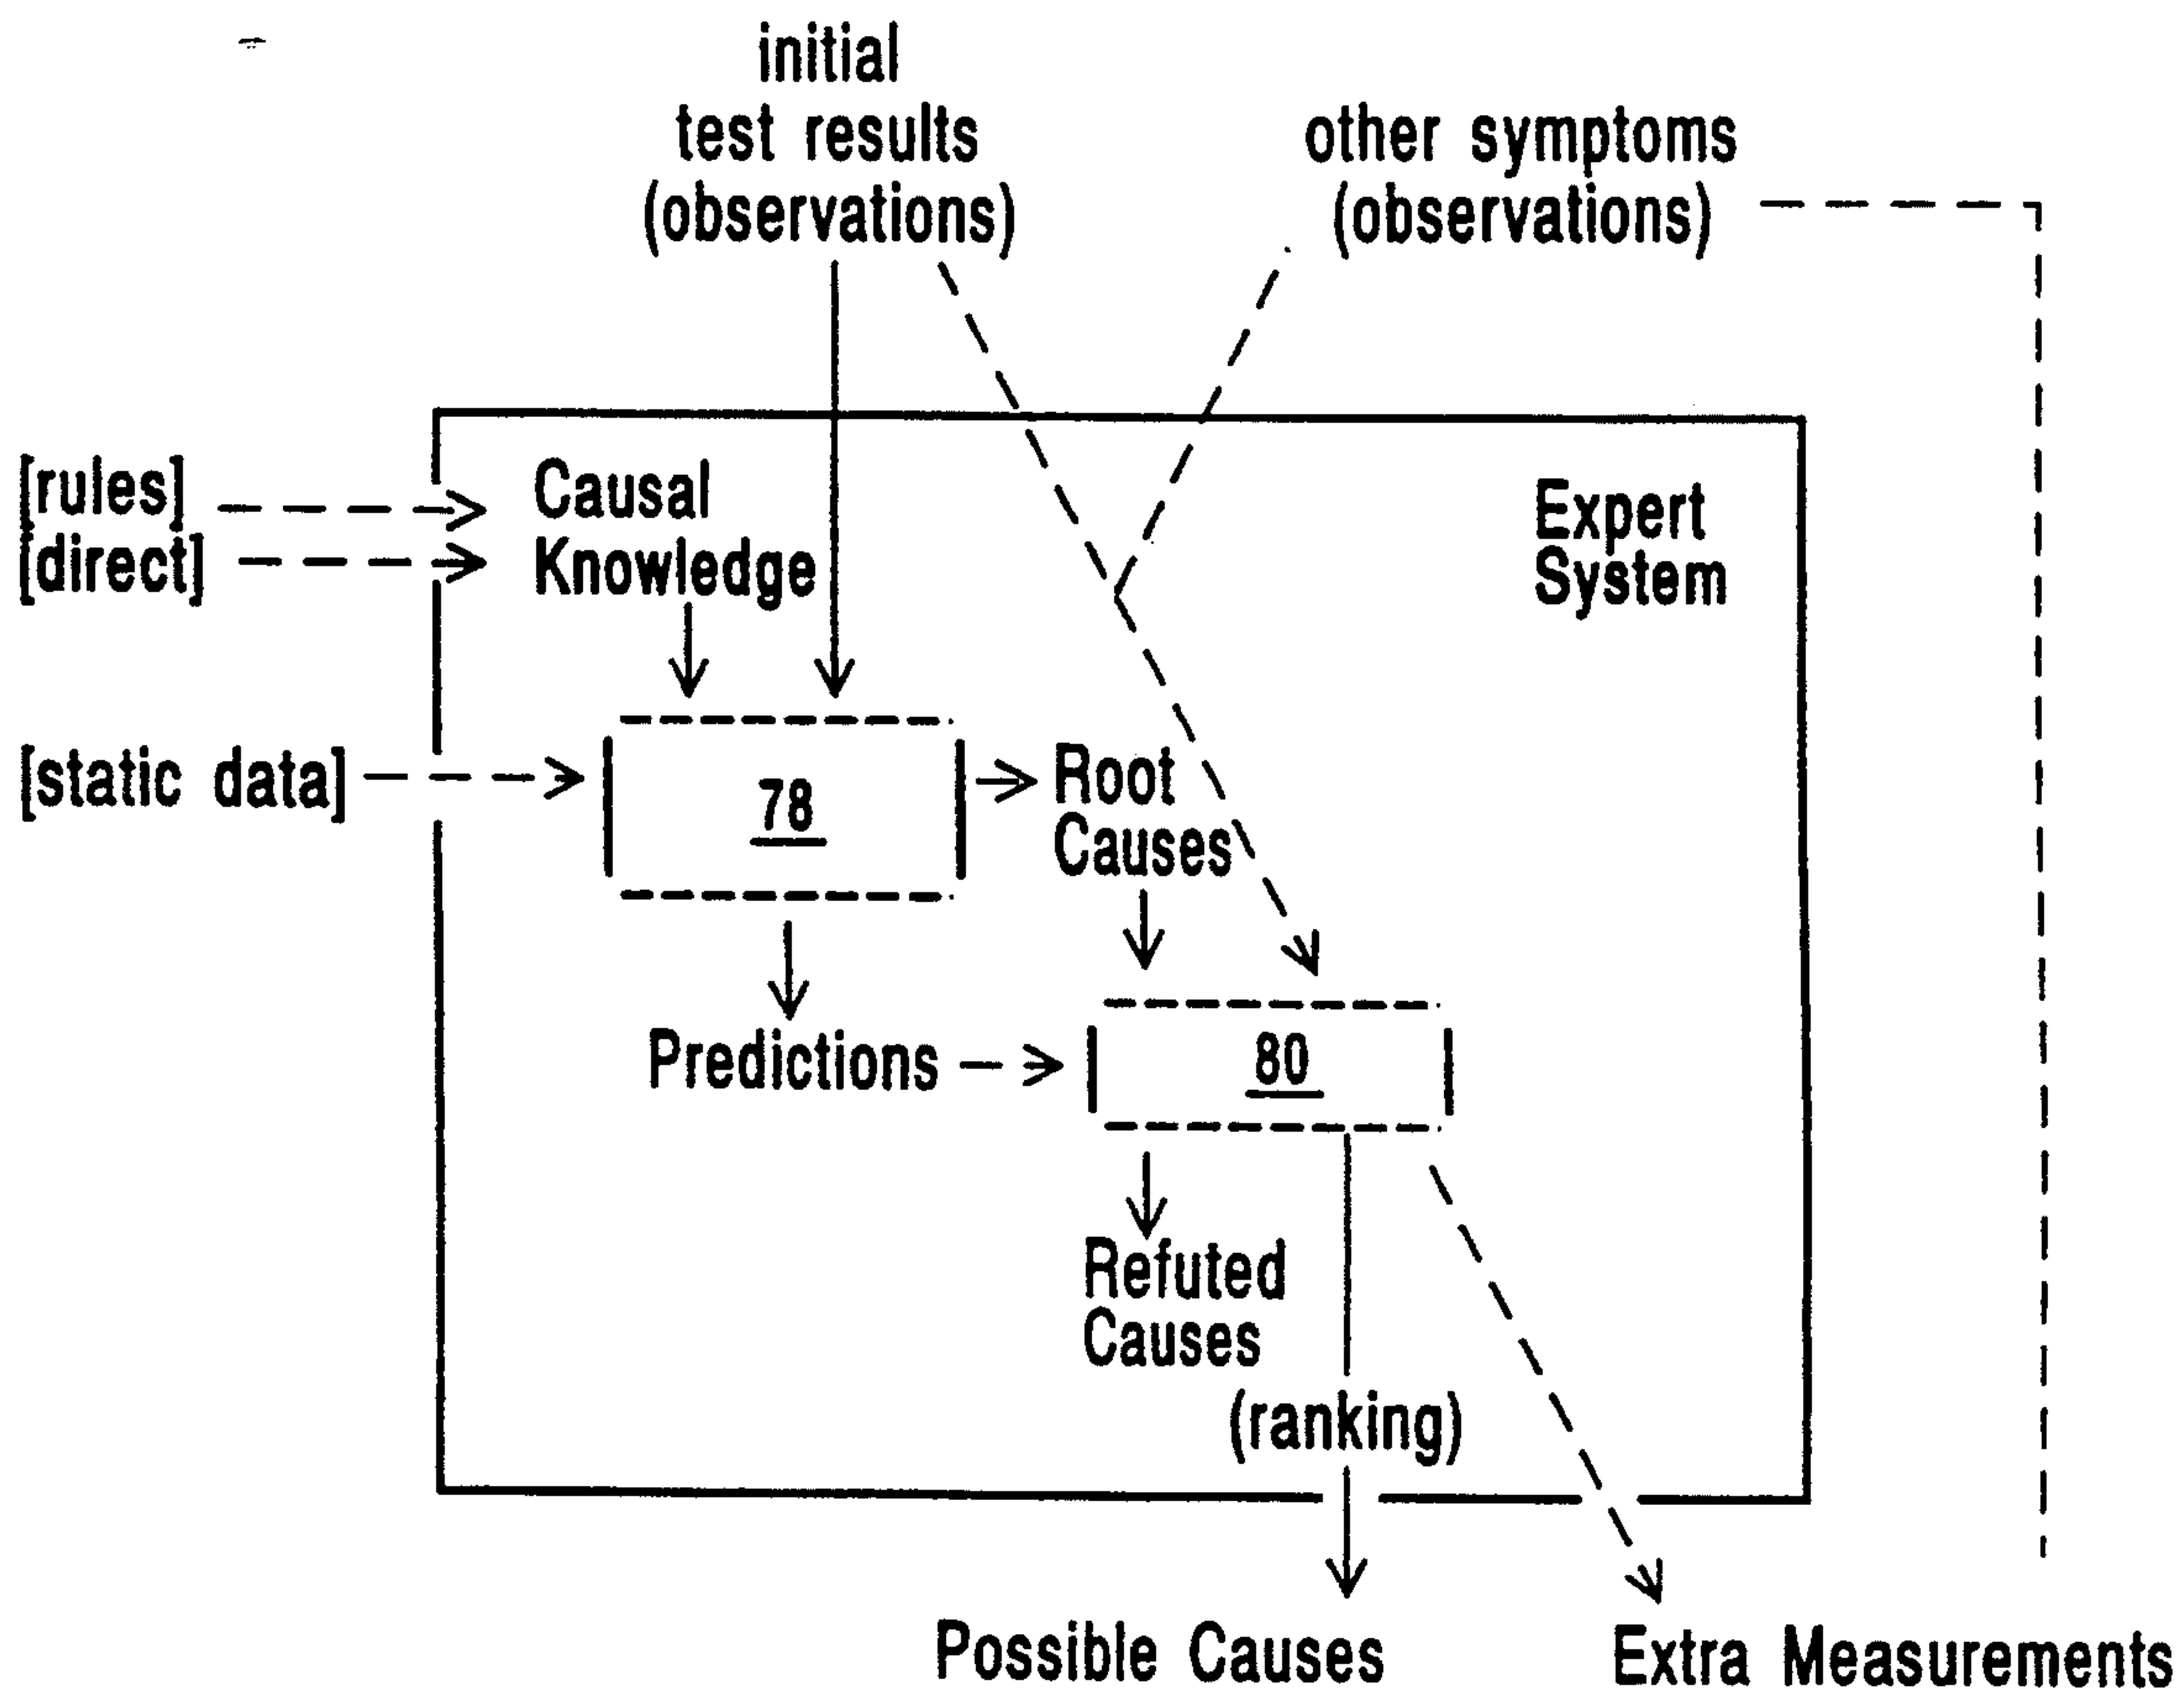 initial
test results
(observations)
other symptoms
(observations)
[rules]
[direct]
Causal
Knowledge
Expert
System
[static data]
78
Root
Causes
Predictions
80
Refuted
Causes
(ranking)
Possible Causes
Extra Measurements